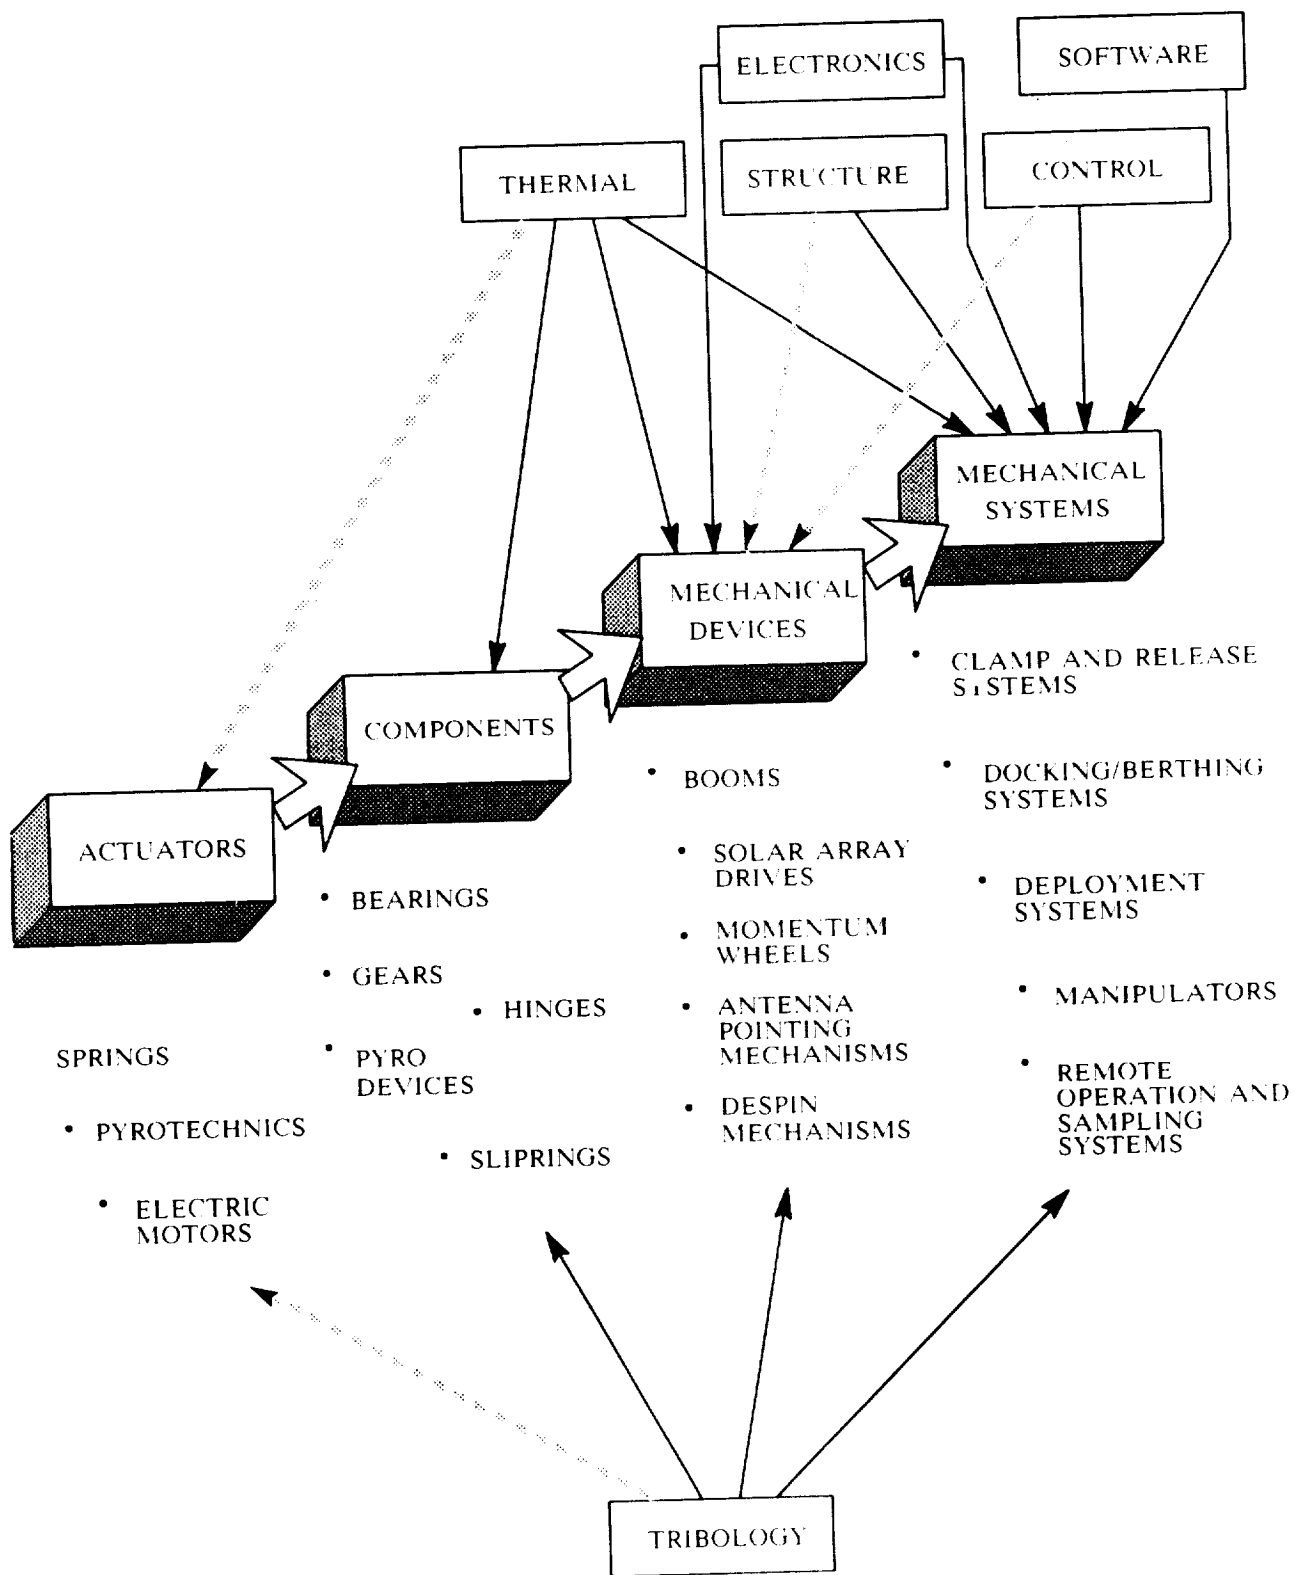 ELECTRONICS
SOFTWARE
THERMAL
STRUCTURE
CONTROL
MECHANICAL
SYSTEMS
MECHANICAL
DEVICES
COMPONENTS
ACTUATORS
SPRINGS
• PYROTECHNICS
• ELECTRIC
MOTORS
• BEARINGS
• GEARS
• HINGES
• PYRO
DEVICES
• SLIPRINGS
• BOOMS
• SOLAR ARRAY
DRIVES
• MOMENTUM
WHEELS
• ANTENNA
POINTING
MECHANISMS
• DESPIN
MECHANISMS
• CLAMP AND RELEASE
SYSTEMS
• DOCKING/BERTHING
SYSTEMS
• DEPLOYMENT
SYSTEMS
• MANIPULATORS
• REMOTE
OPERATION AND
SAMPLING
SYSTEMS
TRIBOLOGY